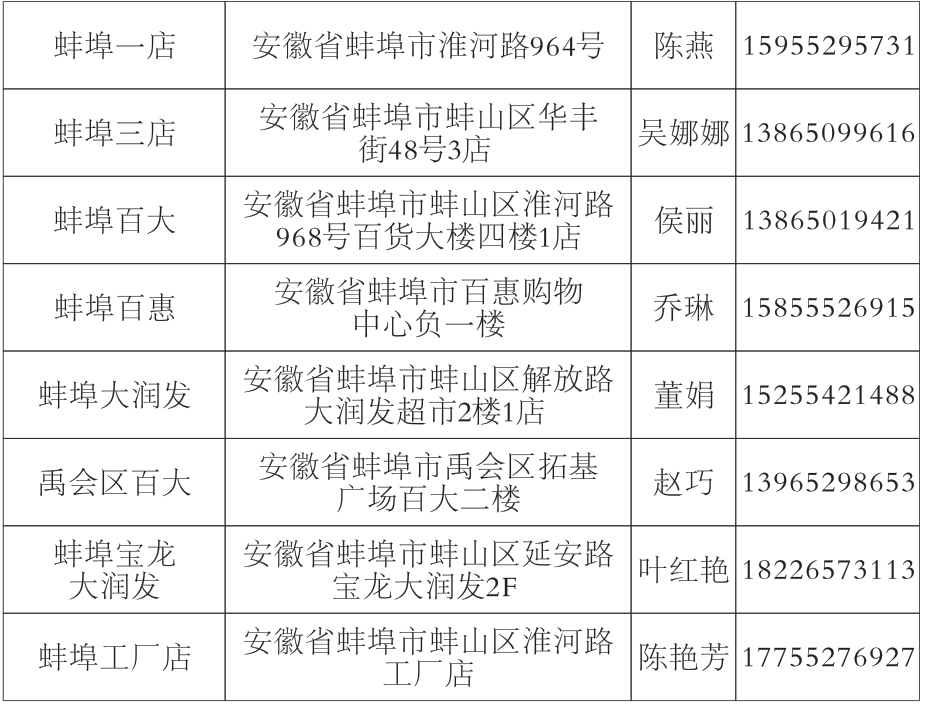 蚌埠一店 安徽省蚌埠市淮河路964号 陈燕 15955295731
蚌埠三店 安徽省蚌埠市蚌山区华丰
街48号3店 吴娜娜 13865099616
蚌埠百大 安徽省蚌埠市蚌山区淮河路
968号百货大楼四楼1店 侯丽 13865019421
蚌埠百惠 安徽省蚌埠市百惠购物
中心负一楼 乔琳 15855526915
蚌埠大润发 安徽省蚌埠市蚌山区解放路
大润发超市2楼1店 董娟 15255421488
禹会区百大 安徽省蚌埠市禹会区拓基
广场百大二楼 赵巧 13965298653
蚌埠宝龙
大润发 安徽省蚌埠市蚌山区延安路
宝龙大润发2F 叶红艳 18226573113
蚌埠工厂店 安徽省蚌埠市蚌山区淮河路
工厂店 陈艳芳 17755276927